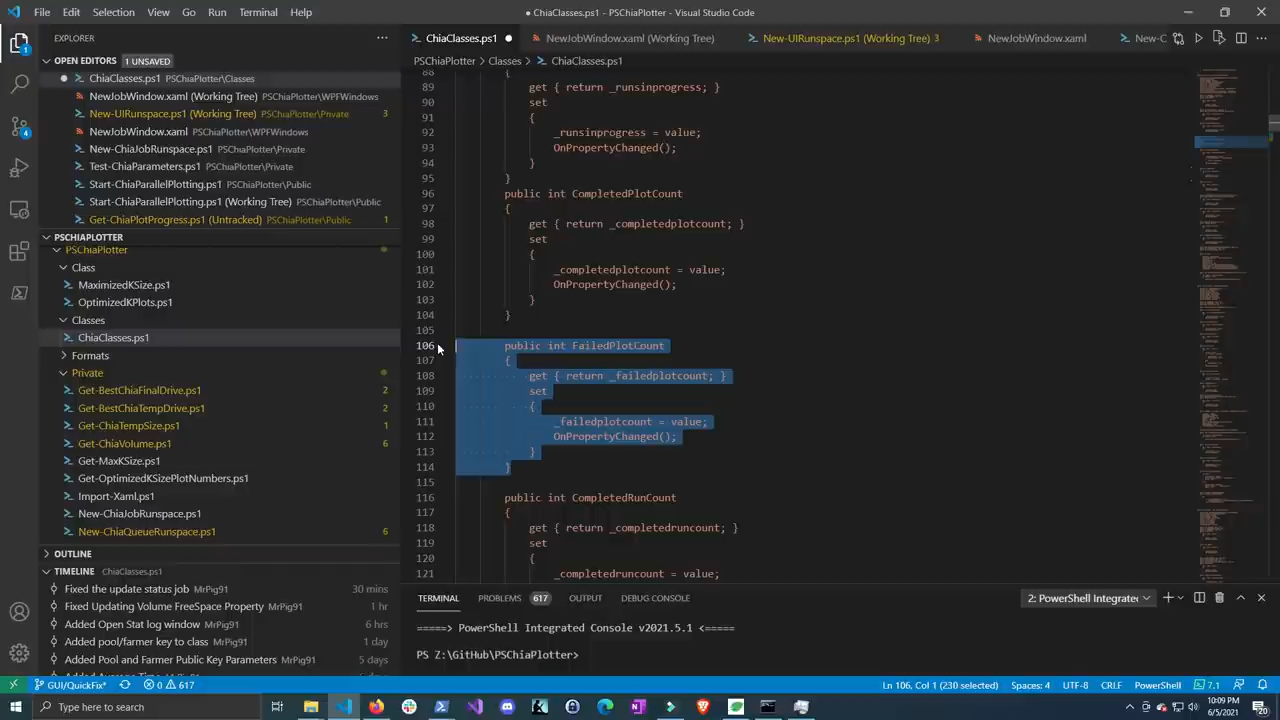 File Edit Selection View Go Run Terminal Help
● ChiaClasses.ps1 - PSChiaPlotter - Visual Studio Code
EXPLORER
OPEN EDITORS 1 UNSAVED
ChiaClasses.ps1 PSChiaPlotter\Classes
NewJobWindow.xaml (Working Tree) PSChiaPlotter\WPFWindows
New-UIRunspace.ps1 (Working Tree) PSChiaPlotter\Private 3
NewJobWindow.xaml PSChiaPlotter\WPFWindows
New-ChiaJobRunspace.ps1 PSChiaPlotter\Private
Test-ChiaParameters.ps1 PSChiaPlotter\Private
Start-ChiaParallelPlotting.ps1 PSChiaPlotter\Public
Start-ChiaPlotting.ps1 (Working Tree) PSChiaPlotter\Public
Get-ChiaPlotProgress.ps1 (Untracked) PSChiaPlotter\Public 1
PSCHIAPLOTTER
PSChiaPlotter
Class
OptimizedKPlots.ps1
Classes
ChiaClasses.ps1
Formats
Private
Get-BestChiaFinalDrive.ps1 1
Get-BestChiaTempDrive.ps1 1
Get-ChiaTempSize.ps1 1
Get-ChiaVolume.ps1 3
Get-MaxKSize.ps1
Get-OptimizedKSizePlotNumbers.ps1
Import-Xaml.ps1
New-ChiaJobRunspace.ps1
New-ChiaQueueRunspace.ps1 6
OUTLINE
TIMELINE ChiaClasses.ps1
Fixed the update stats job MrPig91 30 mins
Fix Updating Volume FreeSpace Property MrPig91 1 hr
Added Open Stat log window MrPig91 6 hrs
Added pool/farmer key to class MrPig91 1 day
Added Pool and Farmer Public Key Parameters MrPig91 5 days
ChiaClasses.ps1 ●
NewJobWindow.xaml (Working Tree)
New-UIRunspace.ps1 (Working Tree) 3
NewJobWindow.xaml
New-C
PSChiaPlotter > Classes > ChiaClasses.ps1
88
89 get { return _runsinprogress; }
90
91
92 _runsinprogress = value;
93 OnPropertyChanged();
94
95
96 public int CompletedPlotCount
97
98 get { return _completedplotcount; }
99 set
100 {
101 _completedplotcount = value;
102 OnPropertyChanged();
103 }
104
105
106 public int FailedPlotCount
107
108 get { return _failedplotcount; }
109 set
110 {
111 _failedplotcount = value;
112 OnPropertyChanged();
113 }
114
115
116 public int CompletedRunCount
117
118 get { return _completedruncount; }
119 set
120
121 _completedruncount = value;
TERMINAL PROBLEMS 617 OUTPUT DEBUG CONSOLE
2: PowerShell Integrated
=====> PowerShell Integrated Console v2021.5.1 <=====
PS Z:\GitHub\PSChiaPlotter>
GUI/QuickFix* 0 617
Ln 106, Col 1 (230 selected) Spaces: 4 UTF-8 CRLF PowerShell 7.1
Type here to search
10:09 PM
6/5/2021
20